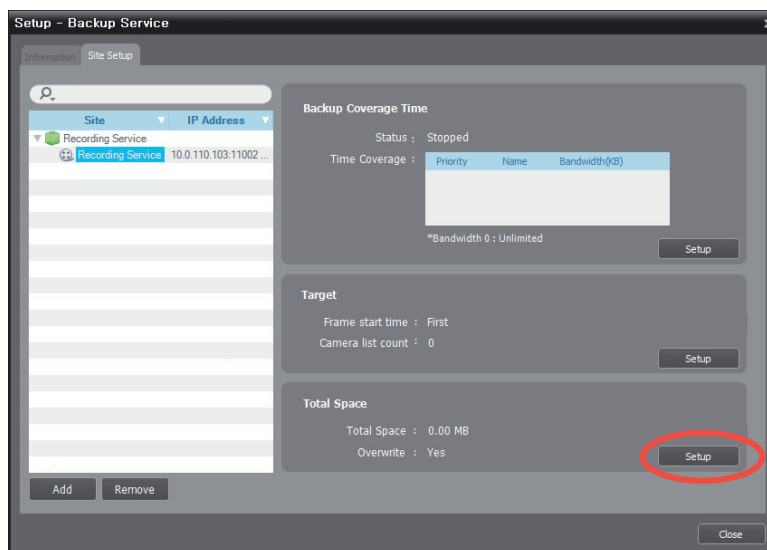 Setup - Backup Service
Information Site Setup
Site IP Address
Recording Service
Recording Service 10.0.110.103:11002 ...
Add Remove
Backup Coverage Time
Status : Stopped
Time Coverage : Priority Name Bandwidth(KB)
*Bandwidth 0 : Unlimited
Setup
Target
Frame start time : First
Camera list count : 0
Setup
Total Space
Total Space : 0.00 MB
Overwrite : Yes
Setup
Close